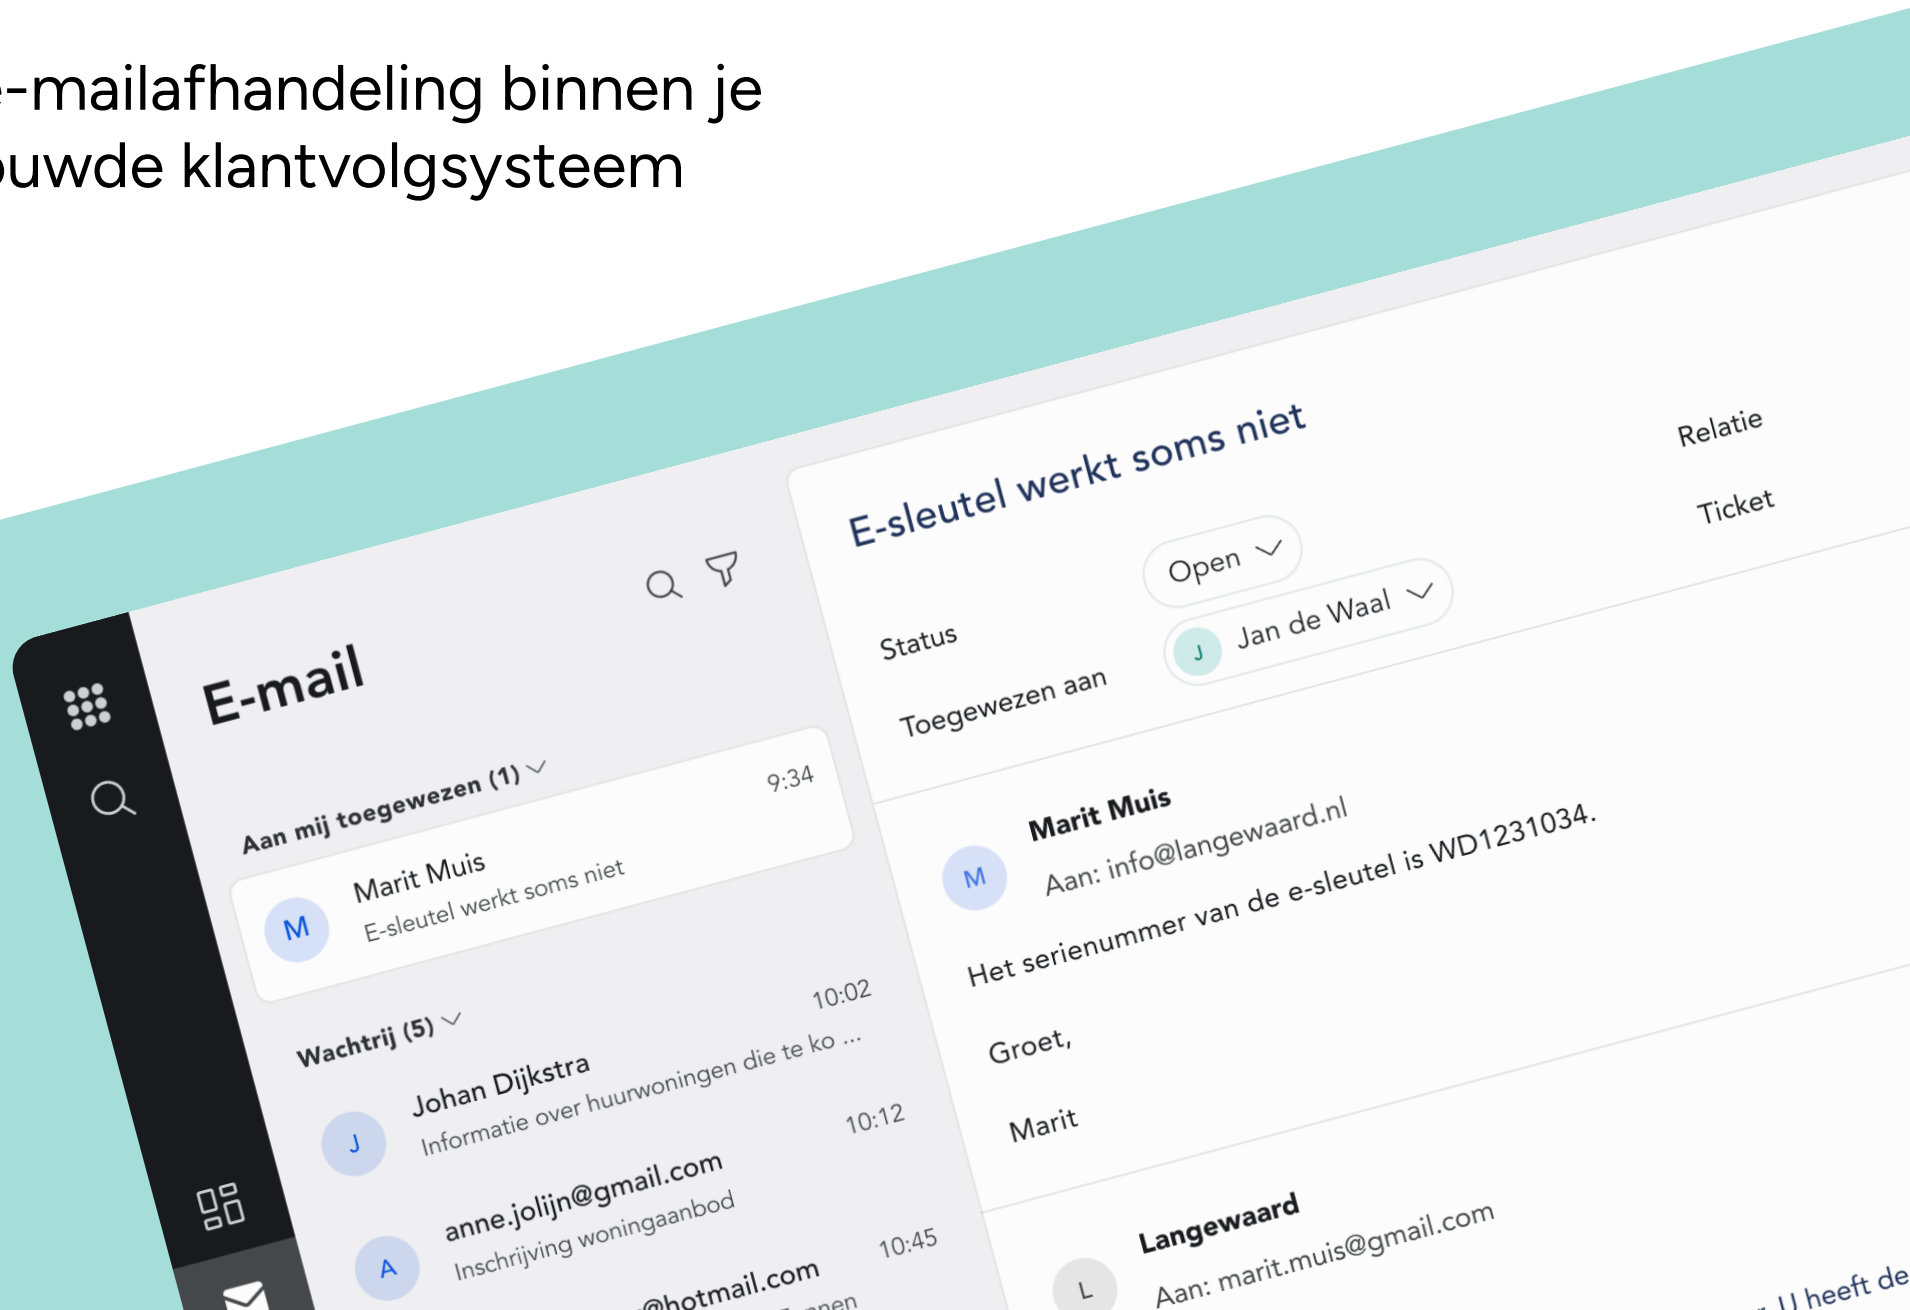 e-mailafhandeling binnen je
ouwde klantvolgsysteem
E-mail
Aan mij toegewezen (1)
M
Marit Muis
9:34
E-sleutel werkt soms niet
Wachtrij (5)
J
Johan Dijkstra
10:02
Informatie over huurwoningen die te ko ...
A
anne.jolijn@gmail.com
10:12
Inschrijving woningaanbod
@hotmail.com
10:45
E-sleutel werkt soms niet
Status
Open
Toegewezen aan
J
Jan de Waal
Relatie
Ticket
M
Marit Muis
Aan: info@langewaard.nl
Het serienummer van de e-sleutel is WD1231034.
Groet,
Marit
L
Langewaard
Aan: marit.muis@gmail.com
U heeft de